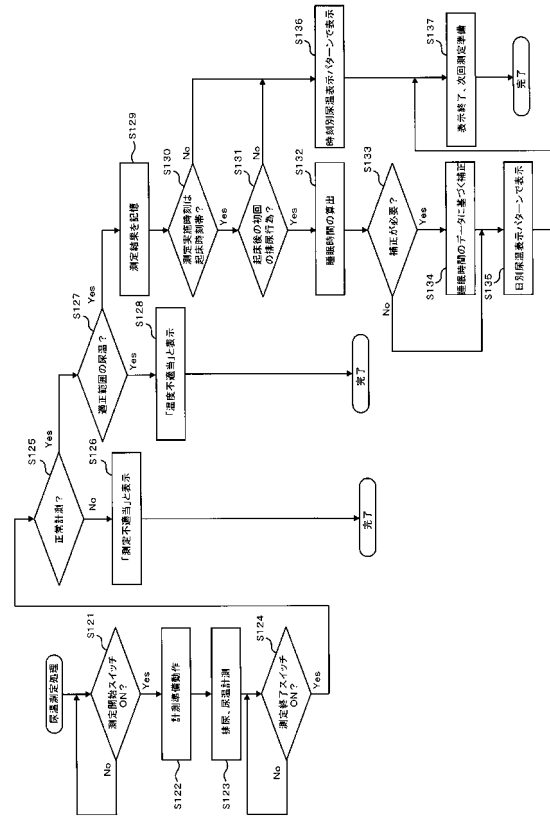 尿温測定処理
S121
測定開始スイッチ
ON?
No
Yes
S122
計測準備動作
S123
排尿、尿温計測
S124
測定終了スイッチ
ON?
No
Yes
S125
正常計測?
Yes
No
S126
「測定不適当」と表示
完了
S127
適正範囲の尿温?
Yes
Yes
S128
「温度不適当」と表示
完了
S129
測定結果を記憶
S130
測定実施時刻は
起床時刻帯?
No
Yes
S131
起床後の初回
の排尿行為?
No
Yes
S132
睡眠時間の算出
S133
補正が必要?
No
Yes
S134
睡眠時間のデータに基づく補正
S135
日別尿温表示パターンで表示
S136
時刻別尿温表示パターンで表示
S137
表示終了、次回測定準備
完了